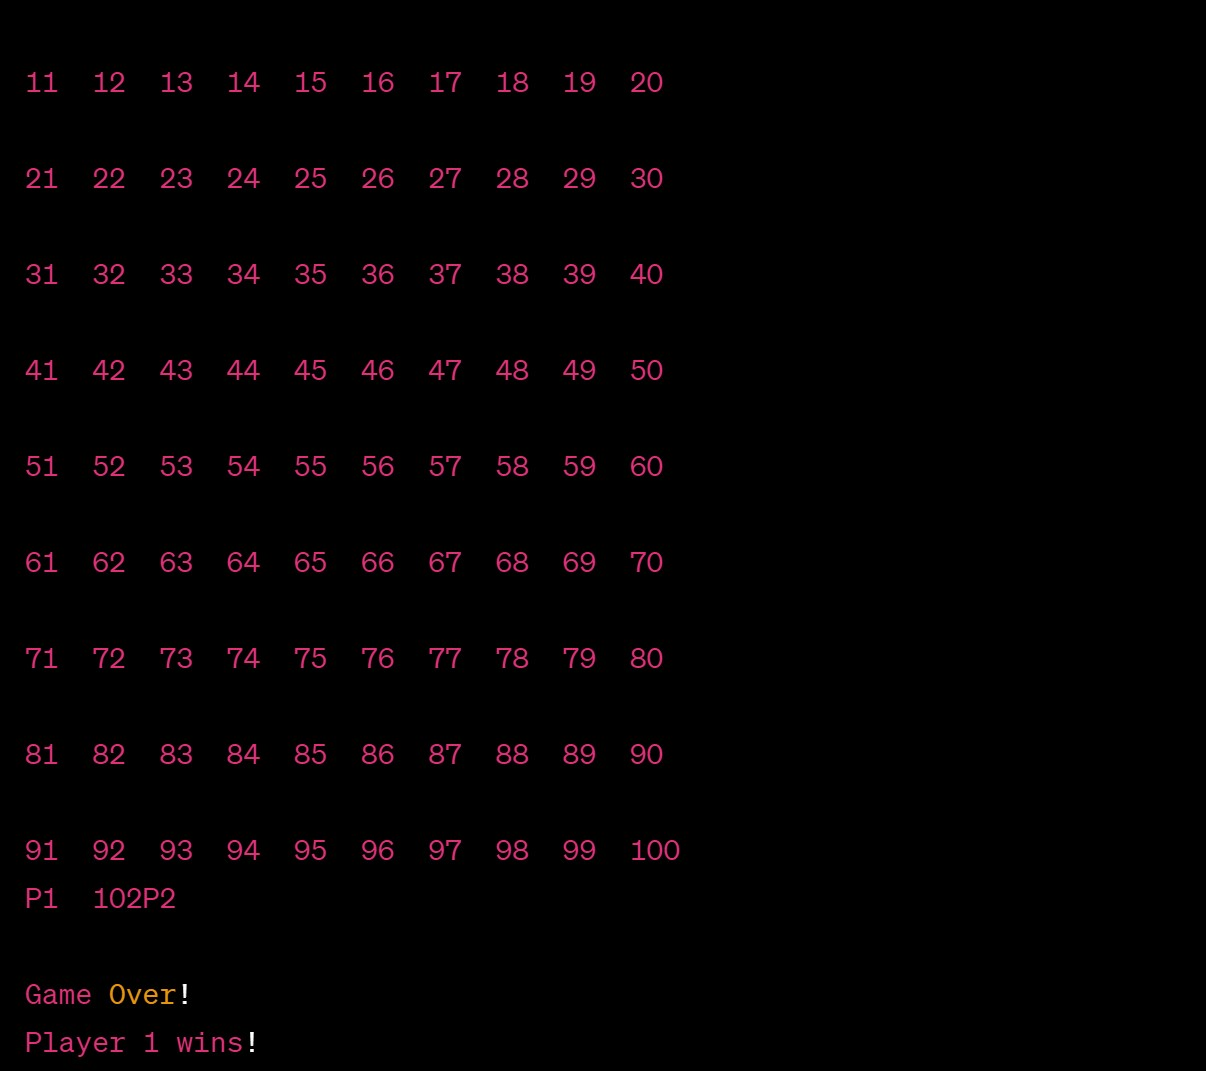 11 12 13 14 15 16 17 18 19 20
21 22 23 24 25 26 27 28 29 30
31 32 33 34 35 36 37 38 39 40
41 42 43 44 45 46 47 48 49 50
51 52 53 54 55 56 57 58 59 60
61 62 63 64 65 66 67 68 69 70
71 72 73 74 75 76 77 78 79 80
81 82 83 84 85 86 87 88 89 90
91 92 93 94 95 96 97 98 99 100
P1 102P2
Game Over!
Player 1 wins!